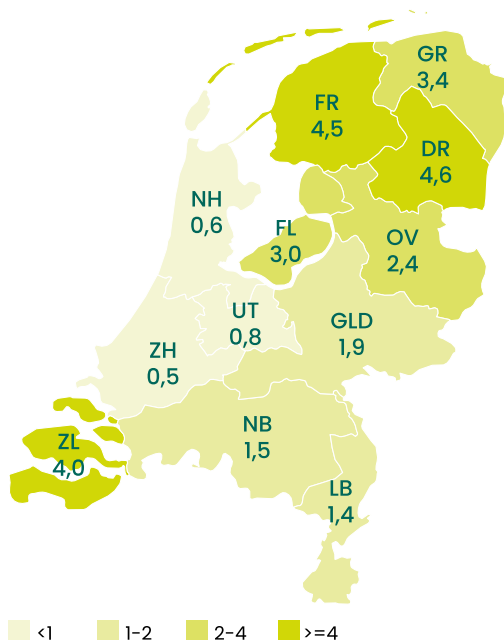 GR
3,4
FR
4,5
DR
4,6
NH
0,6
FL
3,0
OV
2,4
UT
0,8
GLD
1,9
ZH
0,5
NB
1,5
ZL
4,0
LB
1,4
<1
1-2
2-4
>=4